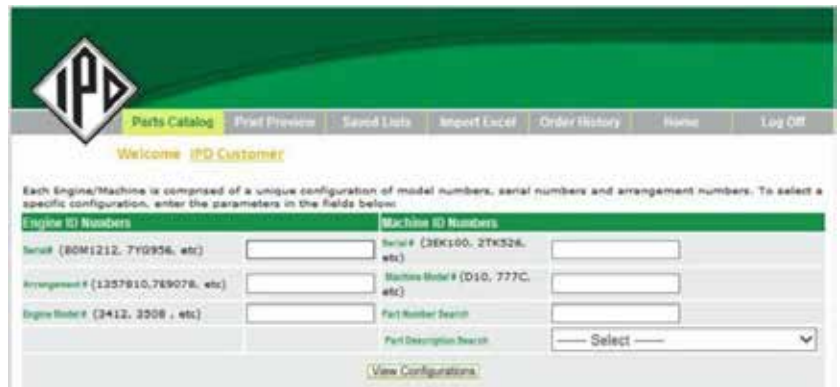 IPD
Parts Catalog Print Preview Saved Lists Import Excel Order History Home Log Off
Welcome IPD Customer
Each Engine/Machine is comprised of a unique configuration of model numbers, serial numbers and arrangement numbers. To select a
specific configuration, enter the parameters in the fields below:
Engine ID Numbers Machine ID Numbers
Serial# (80M1212, 7YG956, etc) Serial # (3EK100, 2TK526,
etc)
Arrangement # (1357810,7E9078, etc) Machine Model # (D10, 777C,
etc)
Engine Model # (3412, 3508 , etc) Part Number Search
Part Description Search ------ Select ------
View Configurations